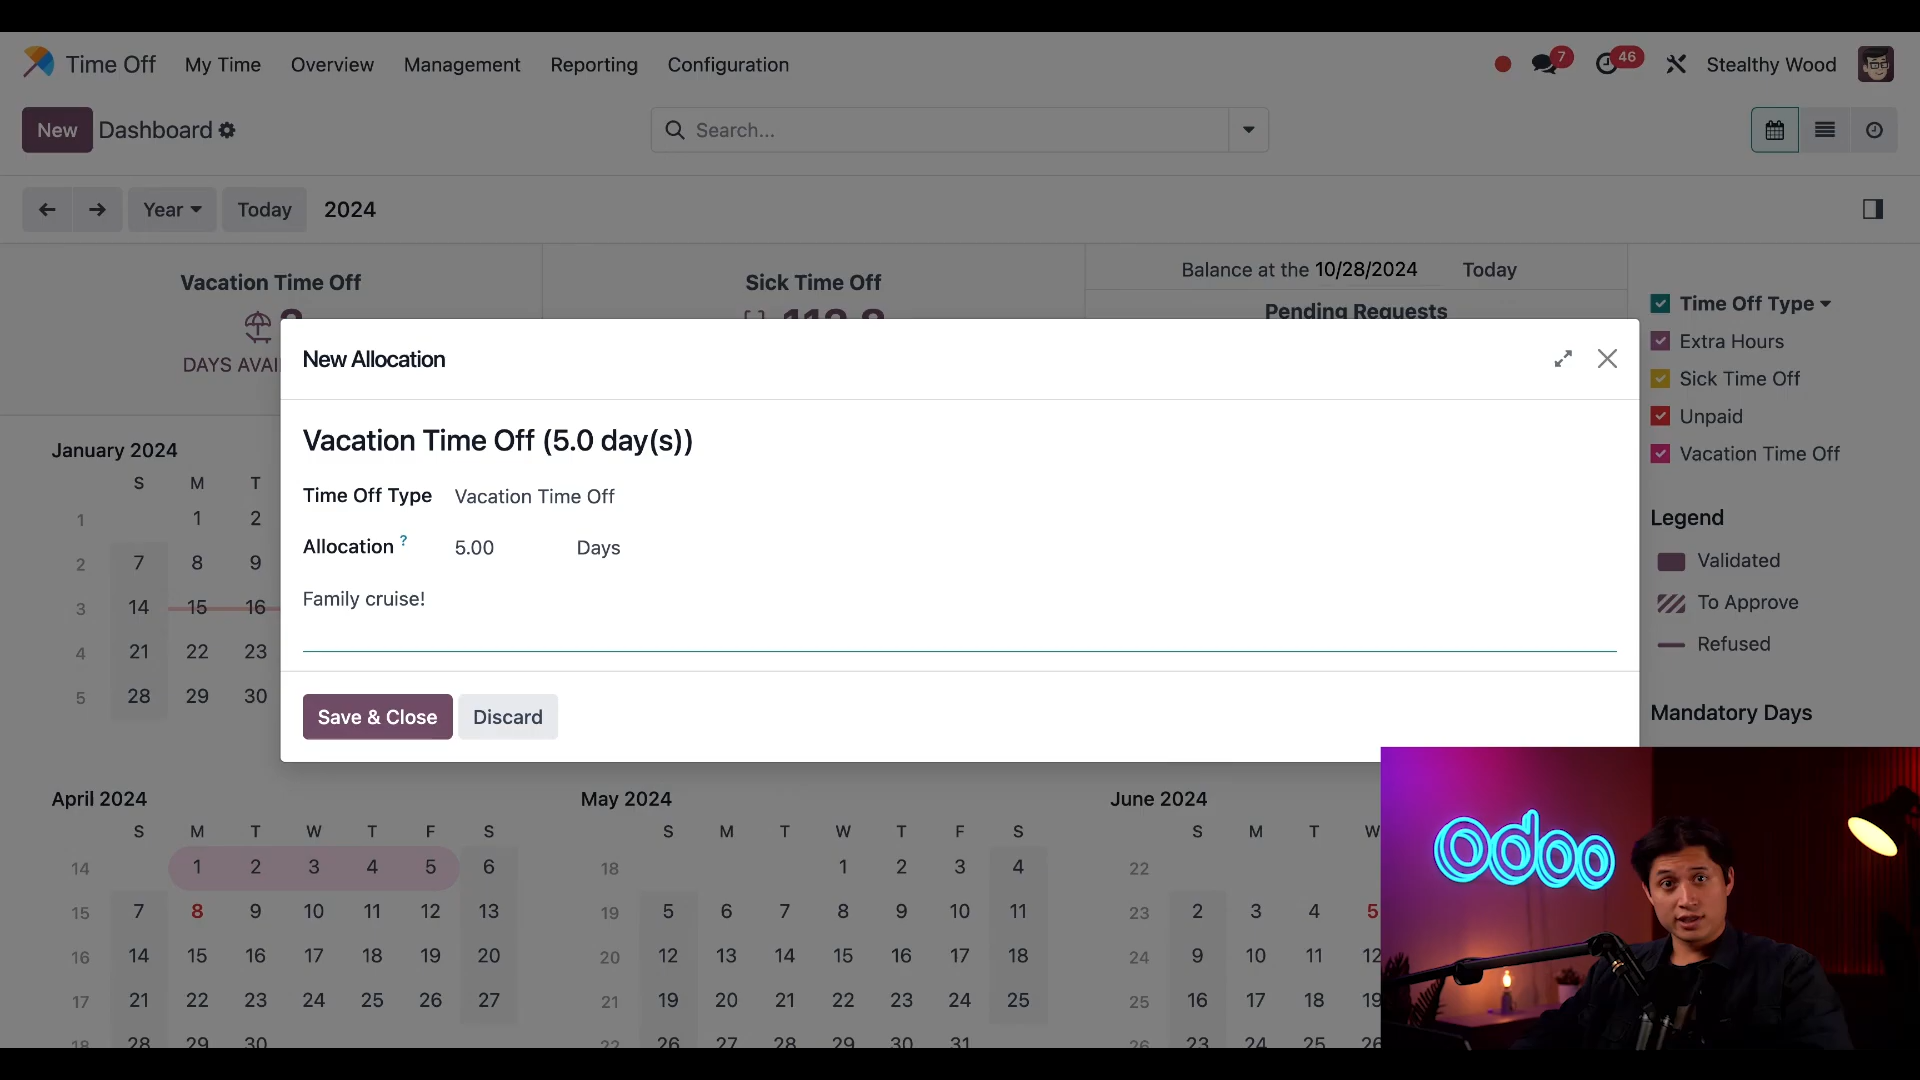 Time Off My Time Overview Management Reporting Configuration 7 46 Stealthy Wood
New Dashboard Search...
Year Today 2024
Vacation Time Off
DAYS
Sick Time Off
Balance at the 10/28/2024 Today
Pending Requests
Time Off Type
Extra Hours
Sick Time Off
Unpaid
Vacation Time Off
Legend
Validated
To Approve
Refused
Mandatory Days
New Allocation
Vacation Time Off (5.0 day(s))
Time Off Type Vacation Time Off
Allocation ? 5.00 Days
Family cruise!
Save & Close Discard
January 2024
S M T
1 1 2
2 7 8 9
3 14 15 16
4 21 22 23
5 28 29 30
April 2024
S M T W T F S
14 1 2 3 4 5 6
15 7 8 9 10 11 12 13
16 14 15 16 17 18 19 20
17 21 22 23 24 25 26 27
18 28 29 30
May 2024
S M T W T F S
18 1 2 3 4
19 5 6 7 8 9 10 11
20 12 13 14 15 16 17 18
21 19 20 21 22 23 24 25
22 26 27 28 29 30 31
June 2024
S M T W
22
23 2 3 4 5
24 9 10 11 12
25 16 17 18 19
26 23 24 25 26
odoo